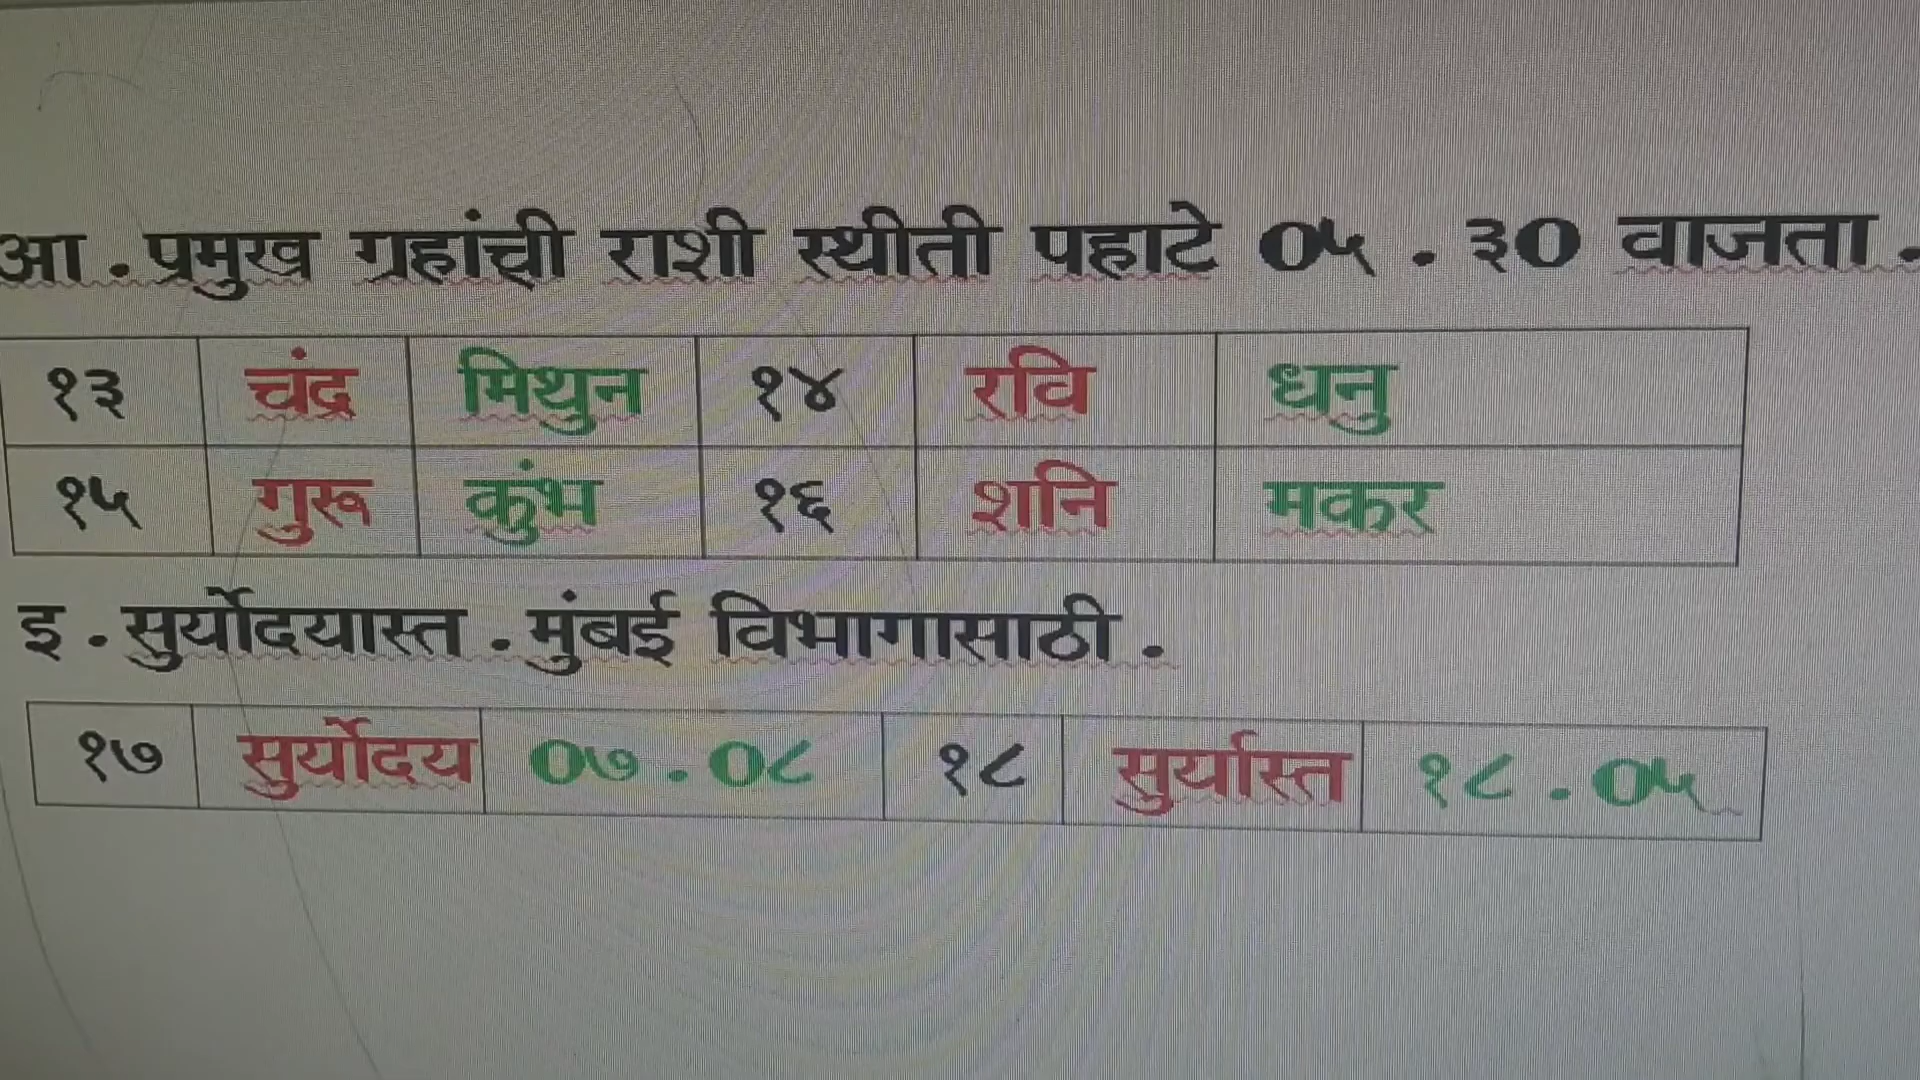 आ . प्रमुख ग्रहांची राशी स्थीती पहाटे ०५ . ३० वाजता .
१३ चंद्र मिथुन १४ रवि धनु
१५ गुरू कुंभ १६ शनि मकर
इ . सुर्योदयास्त . मुंबई विभागासाठी .
१७ सुर्योदय ०७ . ०८ १८ सुर्यास्त १८ . ०५